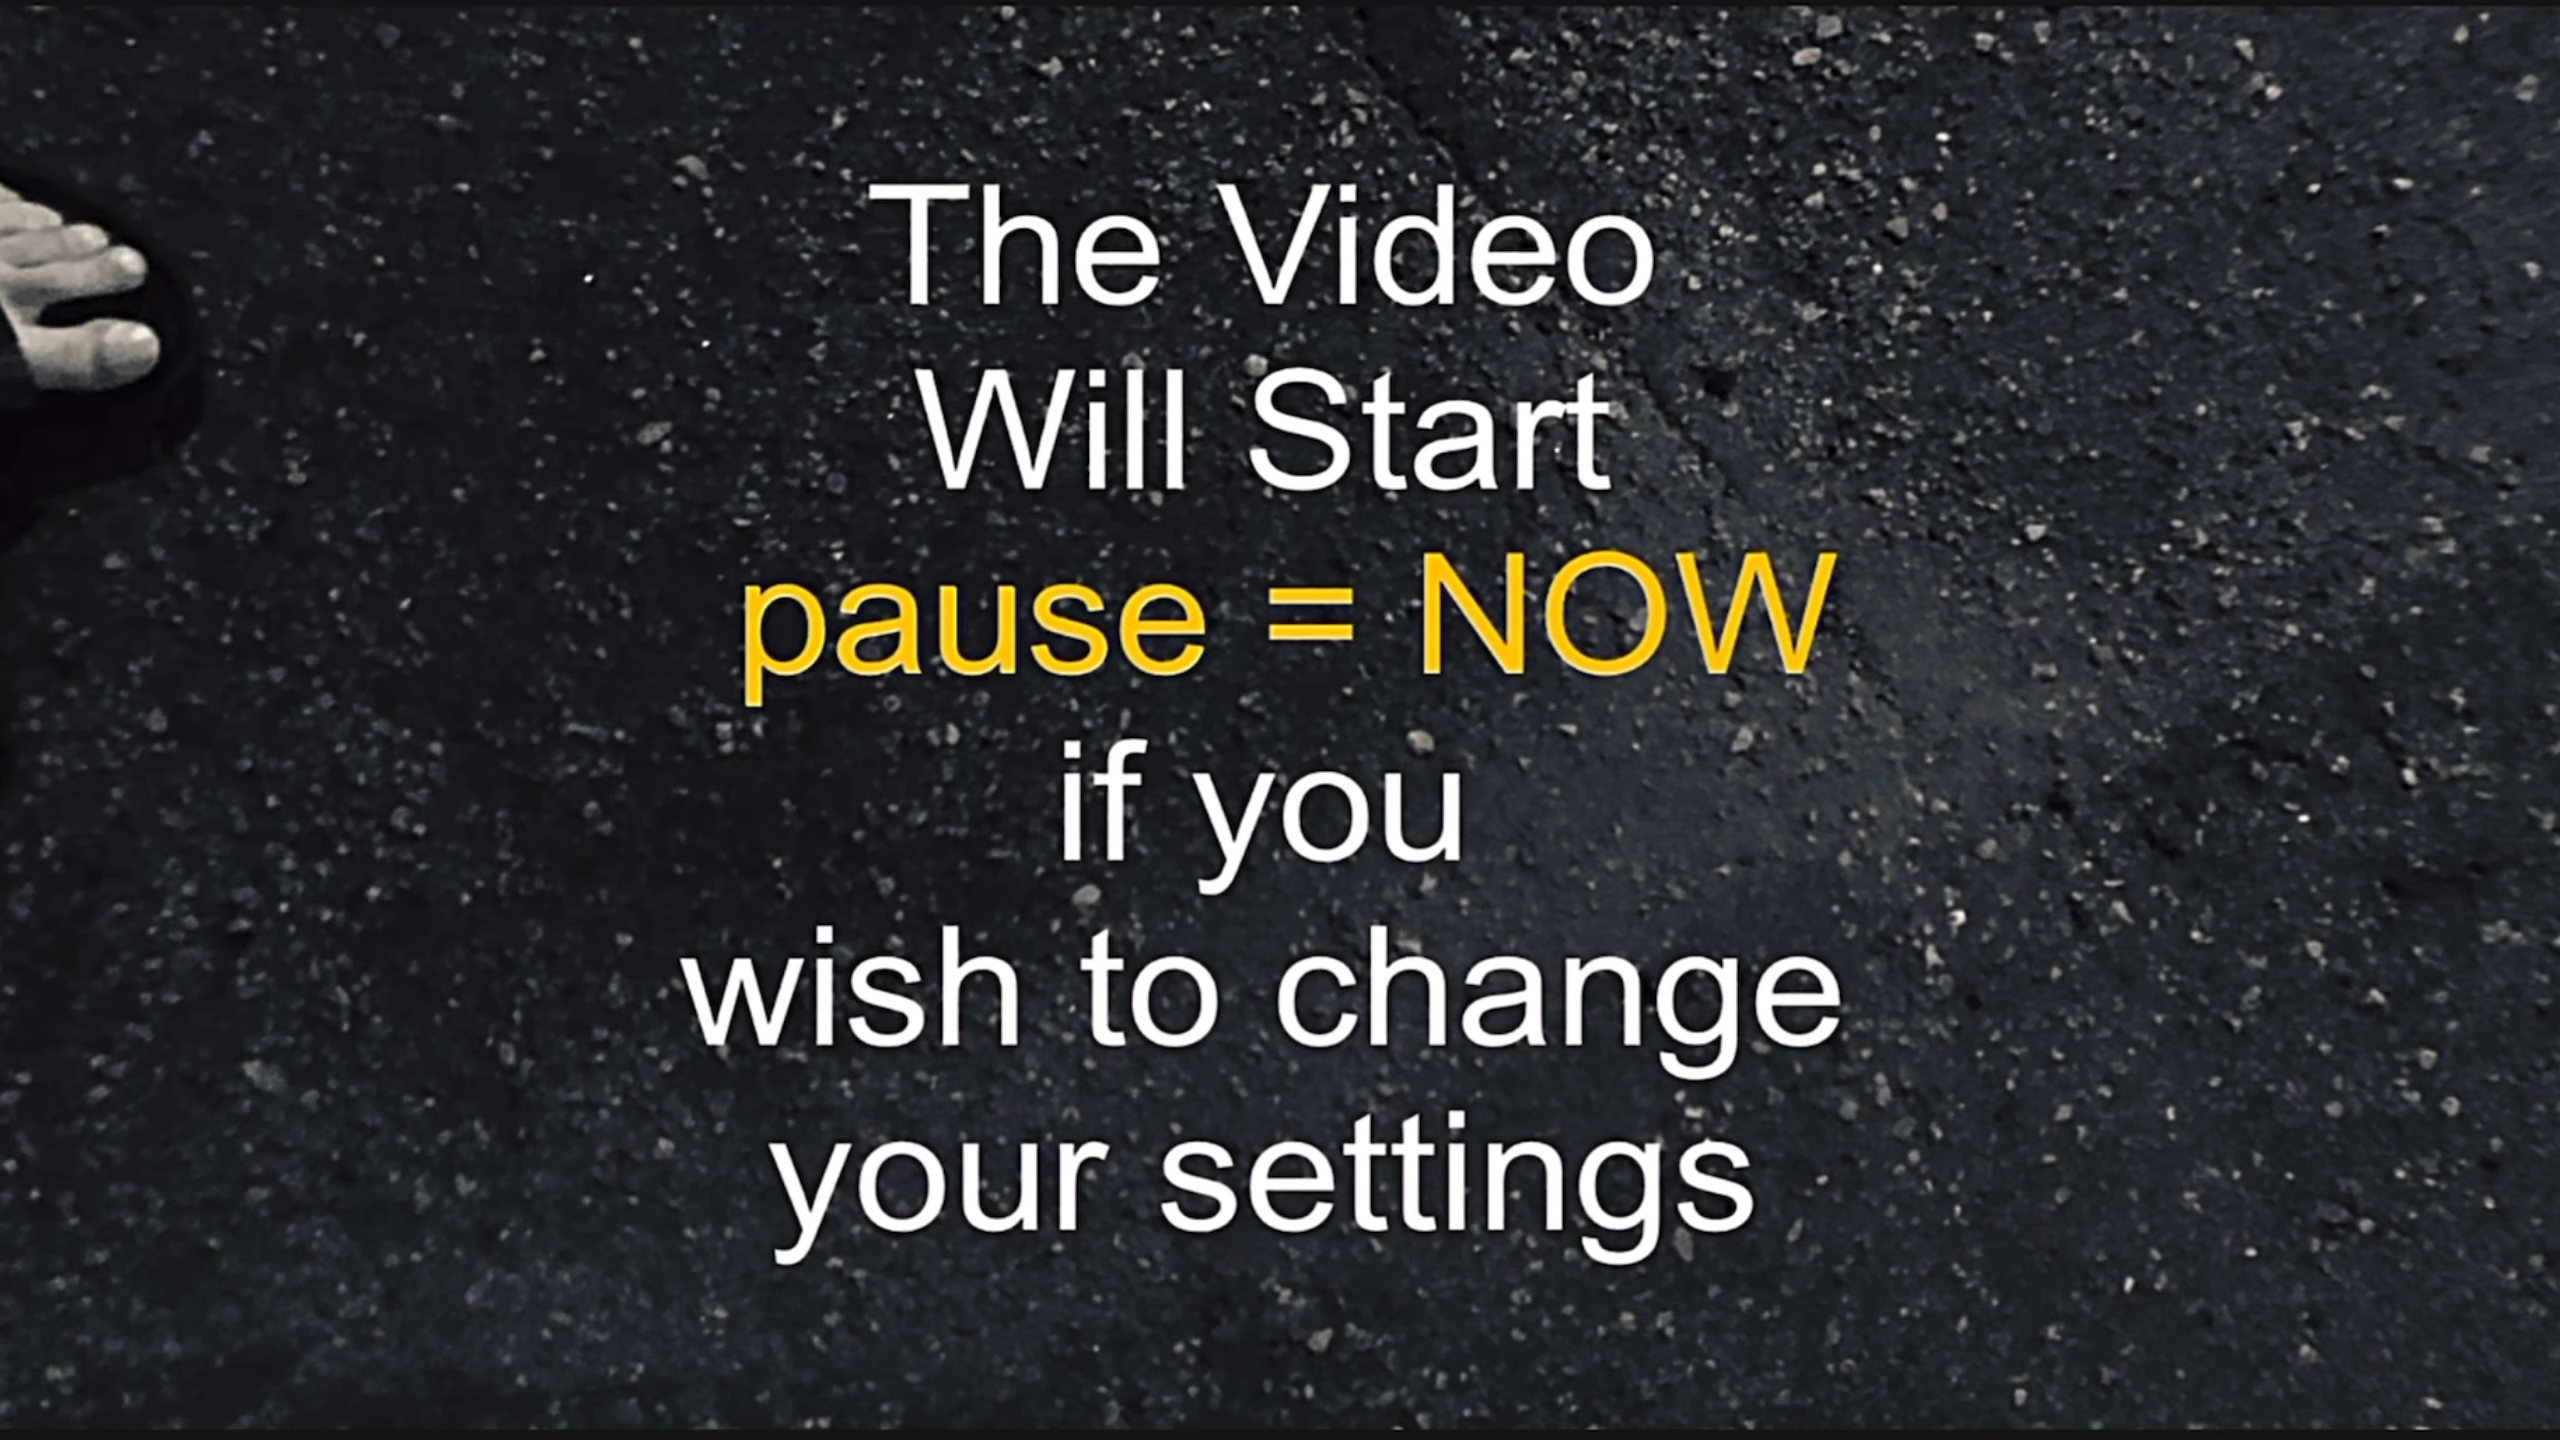 The Video
Will Start
pause = NOW
if you
wish to change
your settings